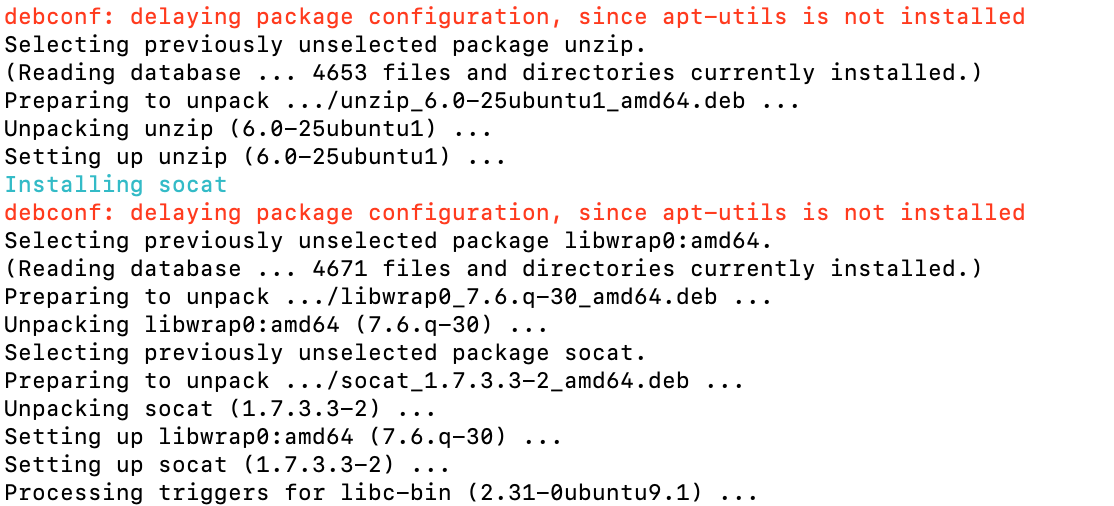 debconf: delaying package configuration, since apt-utils is not installed
Selecting previously unselected package unzip.
(Reading database ... 4653 files and directories currently installed.)
Preparing to unpack .../unzip_6.0-25ubuntu1_amd64.deb ...
Unpacking unzip (6.0-25ubuntu1) ...
Setting up unzip (6.0-25ubuntu1) ...
Installing socat
debconf: delaying package configuration, since apt-utils is not installed
Selecting previously unselected package libwrap0:amd64.
(Reading database ... 4671 files and directories currently installed.)
Preparing to unpack .../libwrap0_7.6.q-30_amd64.deb ...
Unpacking libwrap0:amd64 (7.6.q-30) ...
Selecting previously unselected package socat.
Preparing to unpack .../socat_1.7.3.3-2_amd64.deb ...
Unpacking socat (1.7.3.3-2) ...
Setting up libwrap0:amd64 (7.6.q-30) ...
Setting up socat (1.7.3.3-2) ...
Processing triggers for libc-bin (2.31-0ubuntu9.1) ...